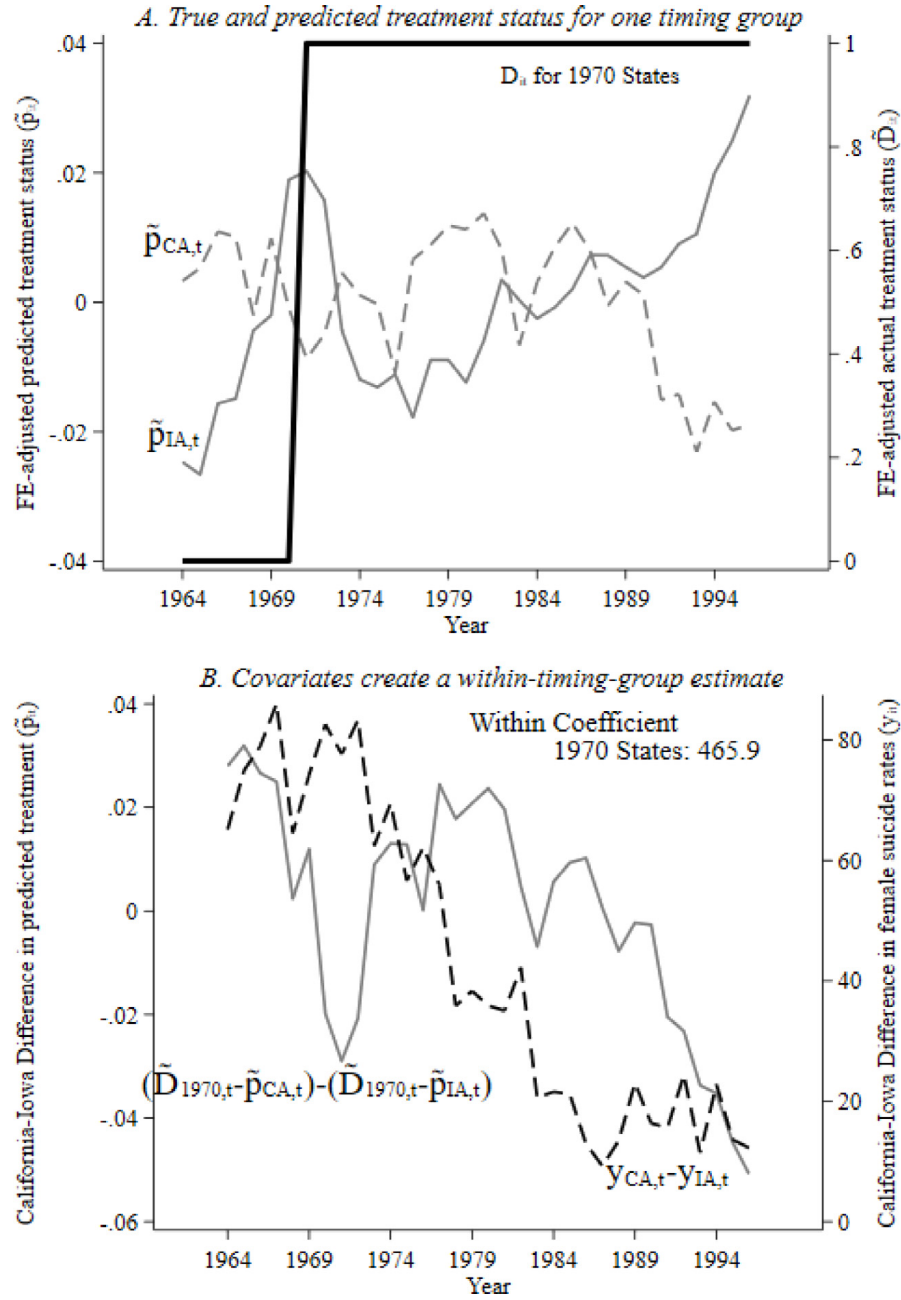 A. True and predicted treatment status for one timing group
FE-adjusted predicted treatment status (p̃ᵢₜ)
.04
.02
0
-.02
-.04
Dᵢₜ for 1970 States
p̃CA,t
p̃IA,t
1
.8
.6
.4
.2
0
FE-adjusted actual treatment status (D̃ᵢₜ)
1964 1969 1974 1979 1984 1989 1994
Year
B. Covariates create a within-timing-group estimate
California-Iowa Difference in predicted treatment (p̃ᵢₜ)
.04
.02
0
-.02
-.04
-.06
Within Coefficient
1970 States: 465.9
(D̃1970,t-p̃CA,t)-(D̃1970,t-p̃IA,t)
yCA,t-yIA,t
80
60
40
20
0
California-Iowa Difference in female suicide rates (yᵢₜ)
1964 1969 1974 1979 1984 1989 1994
Year